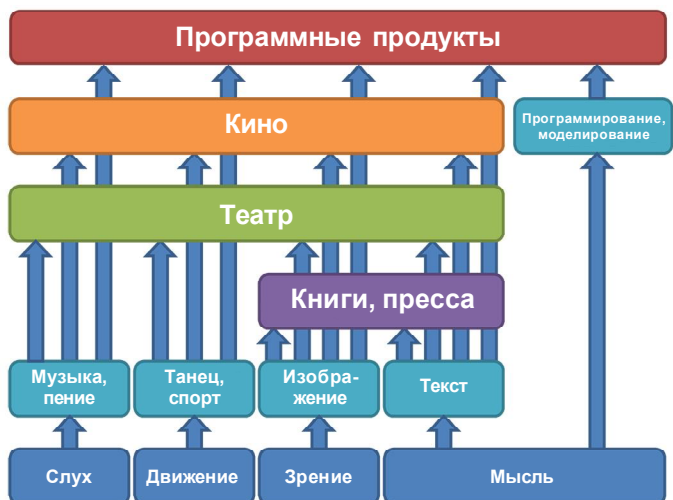 Программные продукты
Кино
Программирование,
моделирование
Театр
Книги, пресса
Музыка,
пение
Танец,
спорт
Изобра-
жение
Текст
Слух
Движение
Зрение
Мысль